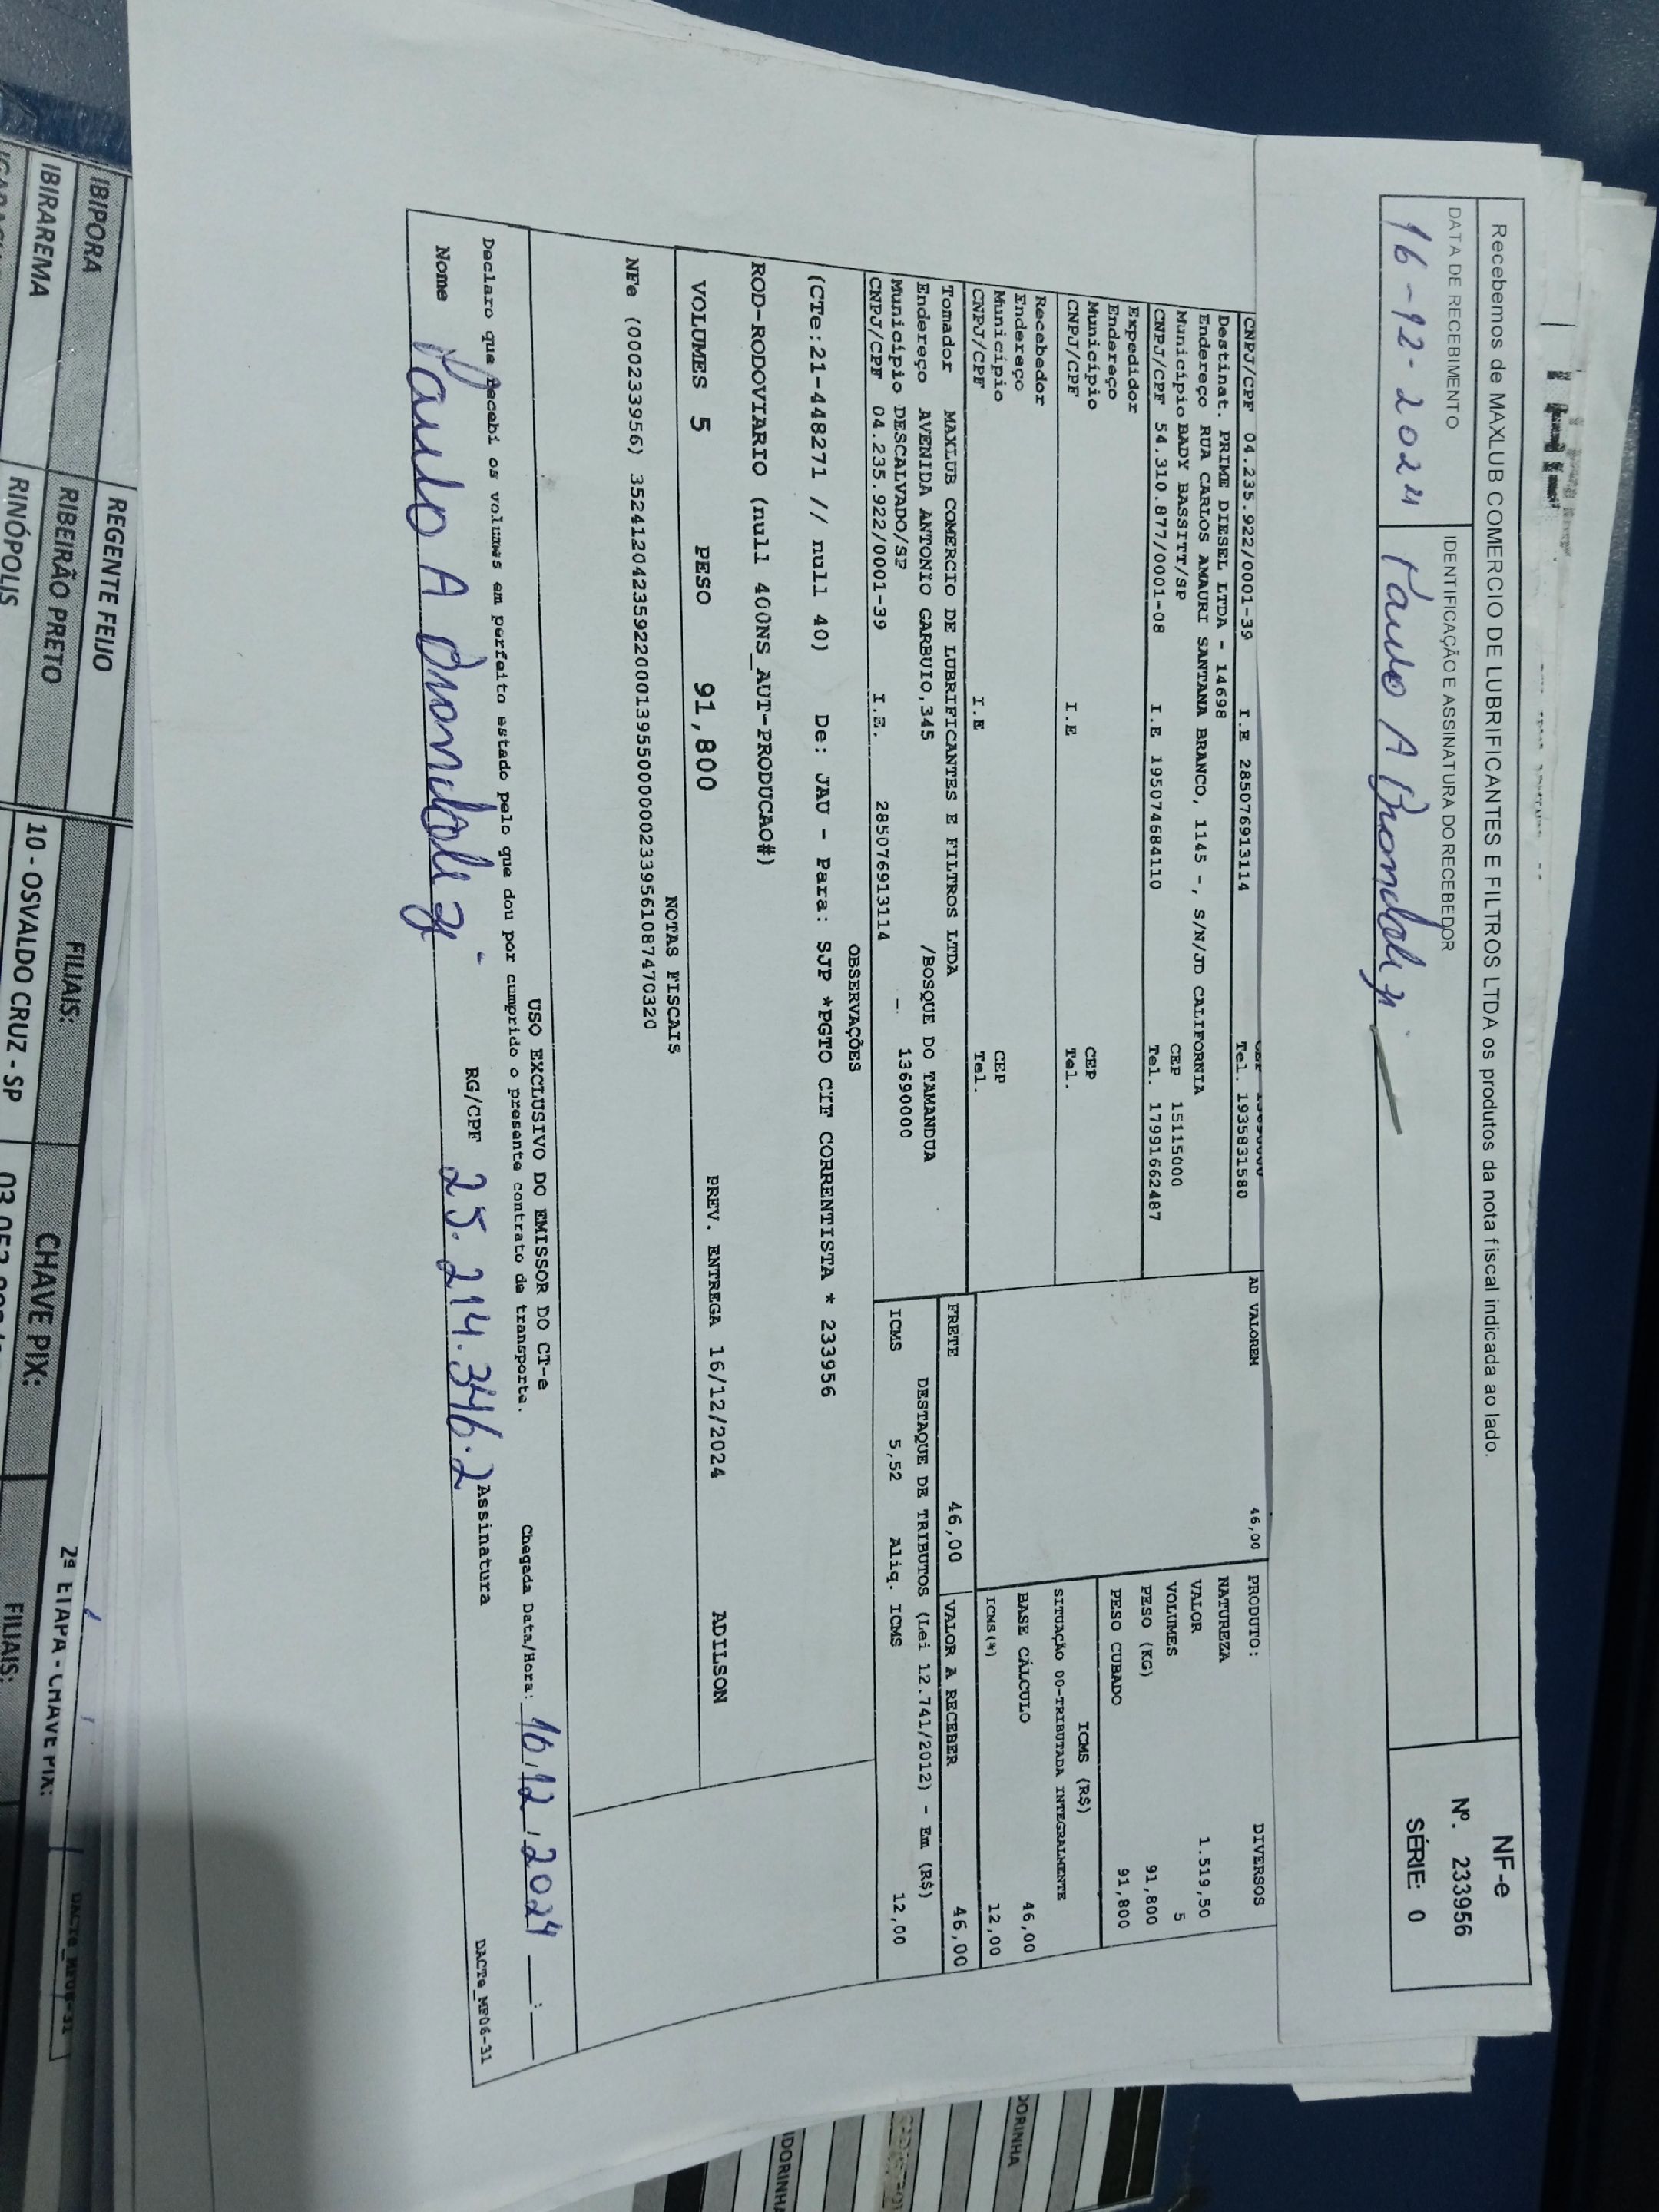 Recebemos de MAXLUB COMERCIO DE LUBRIFICANTES E FILTROS LTDA os produtos da nota fiscal indicada ao lado.
DATA DE RECEBIMENTO
IDENTIFICAÇÃO E ASSINATURA DO RECEBEDOR
16-12-2024
Paulo A
NF-e
Nº. 233956
SÉRIE: 0
CNPJ/CPF 04.235.922/0001-39 I.E 285076913114 Tel. 1935831580
Destinat. PRIME DIESEL LTDA - 14698
Endereço RUA CARLOS AMAURI SANTANA BRANCO, 1145 -, S/N/JD CALIFORNIA
Município BADY BASSITT/SP CEP 15115000
CNPJ/CPF 54.310.877/0001-08 I.E 195074684110 Tel. 17991662487
Expedidor
Endereço
Município CEP
CNPJ/CPF I.E Tel.
Recebedor
Endereço
Município CEP
CNPJ/CPF I.E Tel.
Tomador MAXLUB COMERCIO DE LUBRIFICANTES E FILTROS LTDA
Endereço AVENIDA ANTONIO GARBUIO,345 /BOSQUE DO TAMANDUA
Município DESCALVADO/SP 13690000
CNPJ/CPF 04.235.922/0001-39 I.E. 285076913114
AD VALOREM 46,00
FRETE 46,00
PRODUTO: DIVERSOS
NATUREZA
VALOR 1.519,50
VOLUMES 5
PESO (KG) 91,800
PESO CUBADO 91,800
ICMS (R$)
SITUAÇÃO 00-TRIBUTADA INTEGRALMENTE
BASE CÁLCULO 46,00
ICMS(%) 12,00
VALOR A RECEBER 46,00
DESTAQUE DE TRIBUTOS (Lei 12.741/2012) - Em (R$)
ICMS 5,52 Aliq. ICMS 12,00
OBSERVAÇÕES
(CTe:21-448271 // null 40) De: JAU - Para: SJP *PGTO CIF CORRENTISTA * 233956
ROD-RODOVIARIO (null 400NS_AUT-PRODUCAO#)
VOLUMES 5 PESO 91,800 PREV. ENTREGA 16/12/2024 ADILSON
NOTAS FISCAIS
NFe (000233956) 35241204235922000139550000002339561087470320
USO EXCLUSIVO DO EMISSOR DO CT-e
Declaro que recebi os volumes em perfeito estado pelo que dou por cumprido o presente contrato de transporte.
Chegada Data/Hora: 16/12/2024 __:__
Nome Paulo A
RG/CPF 25.214.346.2
Assinatura
DACTe_MF06-31
IBIPORA
REGENTE FEIJO
IBIRAREMA
RIBEIRÃO PRETO
RINÓPOLIS
FILIAIS:
CHAVE PIX:
10 - OSVALDO CRUZ - SP
2ª ETAPA - CHAVE PIX:
FILIAIS:
DACTe_MF06-31